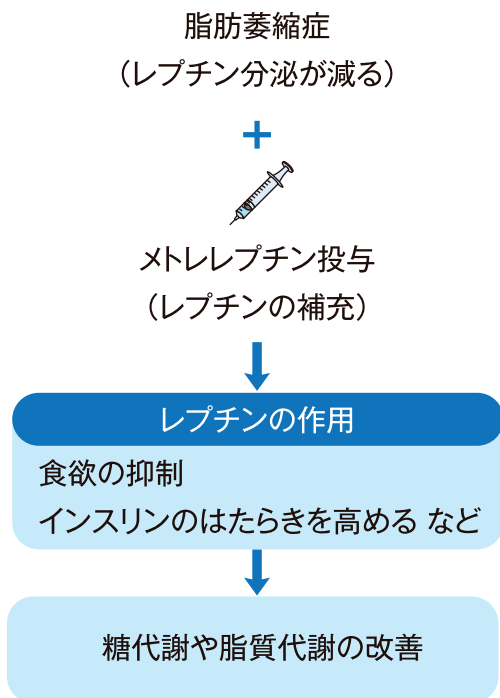 脂肪萎縮症
（レプチン分泌が減る）
+
メトレレプチン投与
（レプチンの補充）
レプチンの作用
食欲の抑制
インスリンのはたらきを高める など
糖代謝や脂質代謝の改善